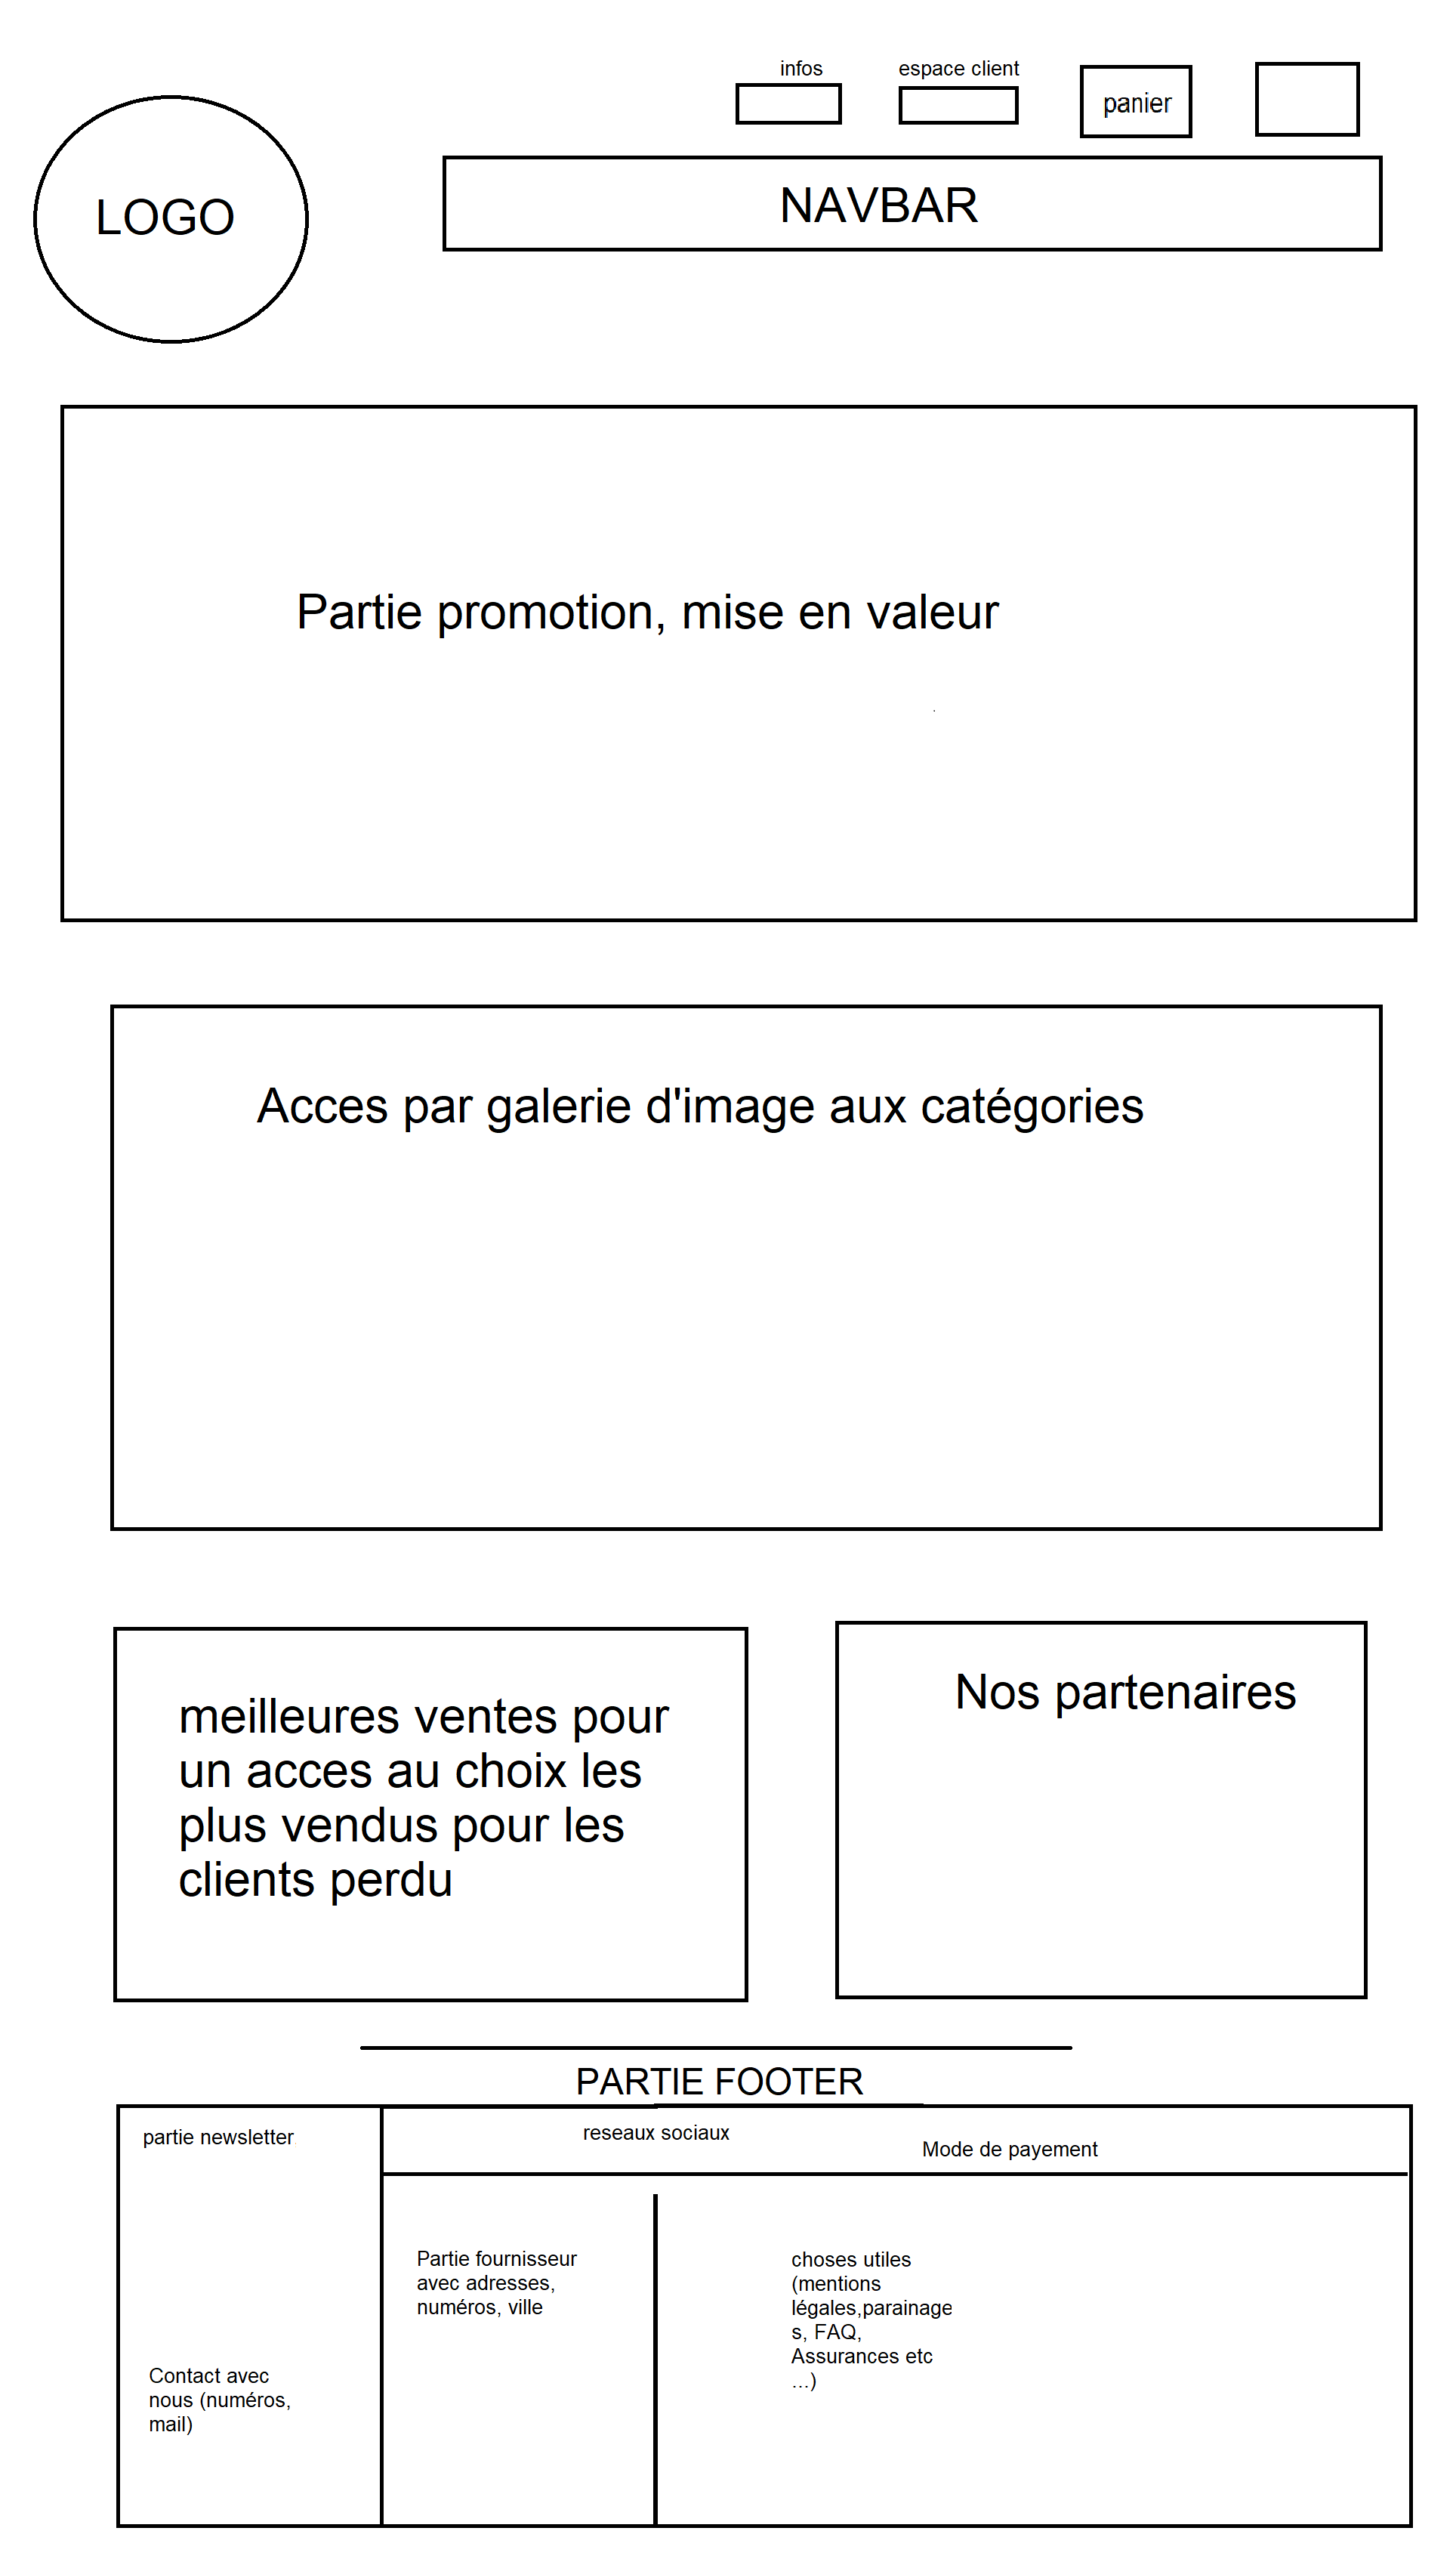 infos
espace client
panier
LOGO
NAVBAR
Partie promotion, mise en valeur
Acces par galerie d'image aux catégories
meilleures ventes pour
un acces au choix les
plus vendus pour les
clients perdu
Nos partenaires
PARTIE FOOTER
partie newsletter
reseaux sociaux
Mode de payement
Partie fournisseur
avec adresses,
numéros, ville
choses utiles
(mentions
légales,parainage
s, FAQ,
Assurances etc
...)
Contact avec
nous (numéros,
mail)